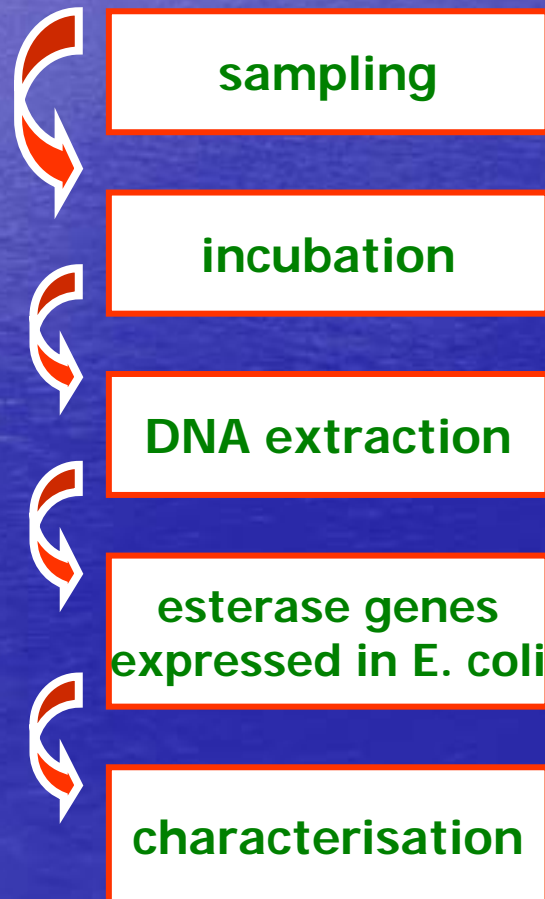 sampling
incubation
DNA extraction
esterase genes
expressed in E. coli
characterisation